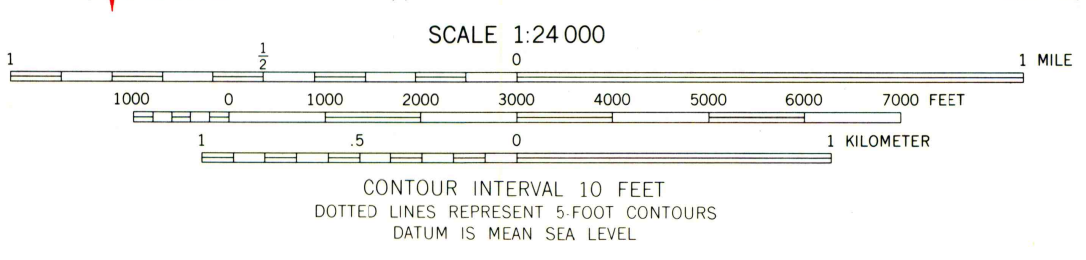 SCALE 1:24 000
1 1/2 0 1 MILE
1000 0 1000 2000 3000 4000 5000 6000 7000 FEET
1 .5 0 1 KILOMETER
CONTOUR INTERVAL 10 FEET
DOTTED LINES REPRESENT 5-FOOT CONTOURS
DATUM IS MEAN SEA LEVEL